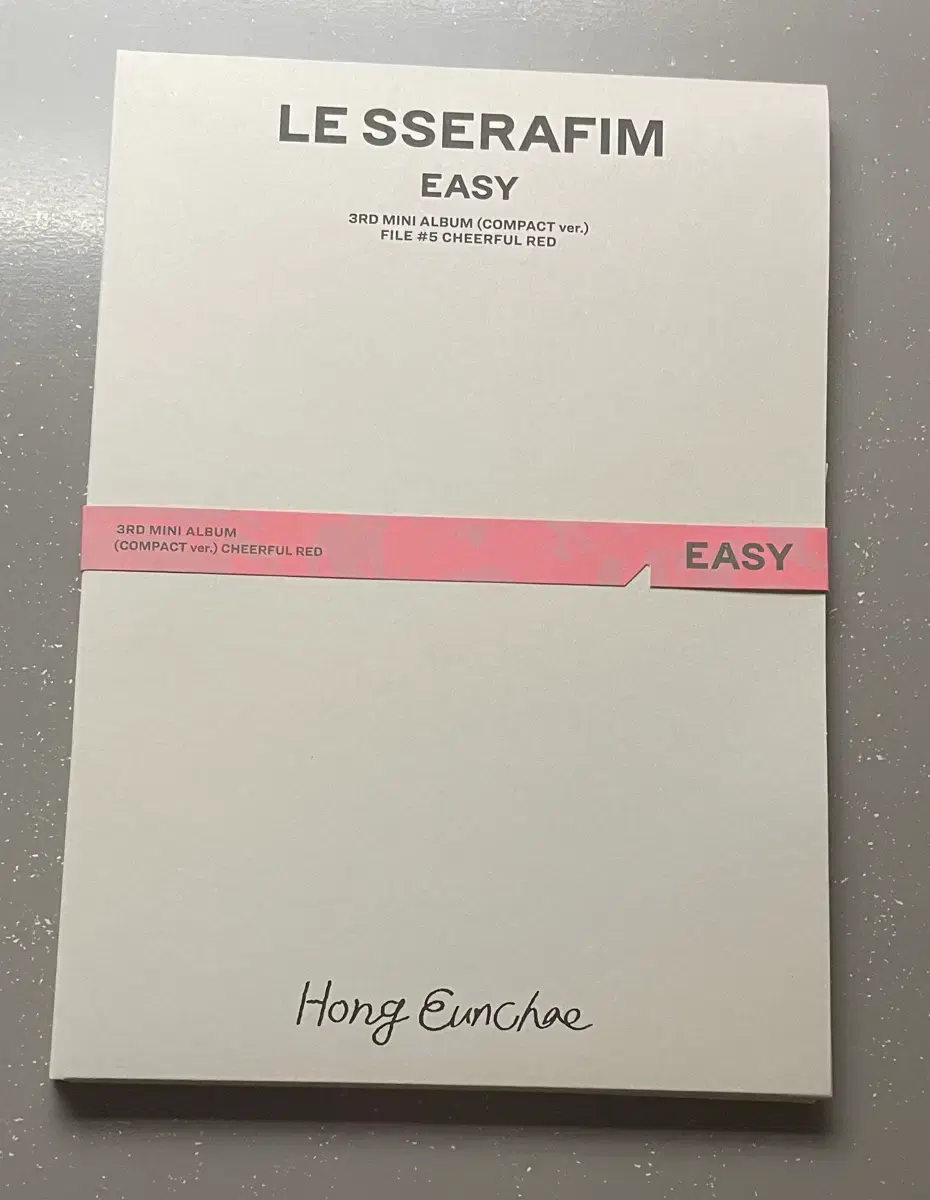 LE SSERAFIM
EASY
3RD MINI ALBUM (COMPACT ver.)
FILE #5 CHEERFUL RED
3RD MINI ALBUM
(COMPACT ver.) CHEERFUL RED
EASY
Hong Eunchae